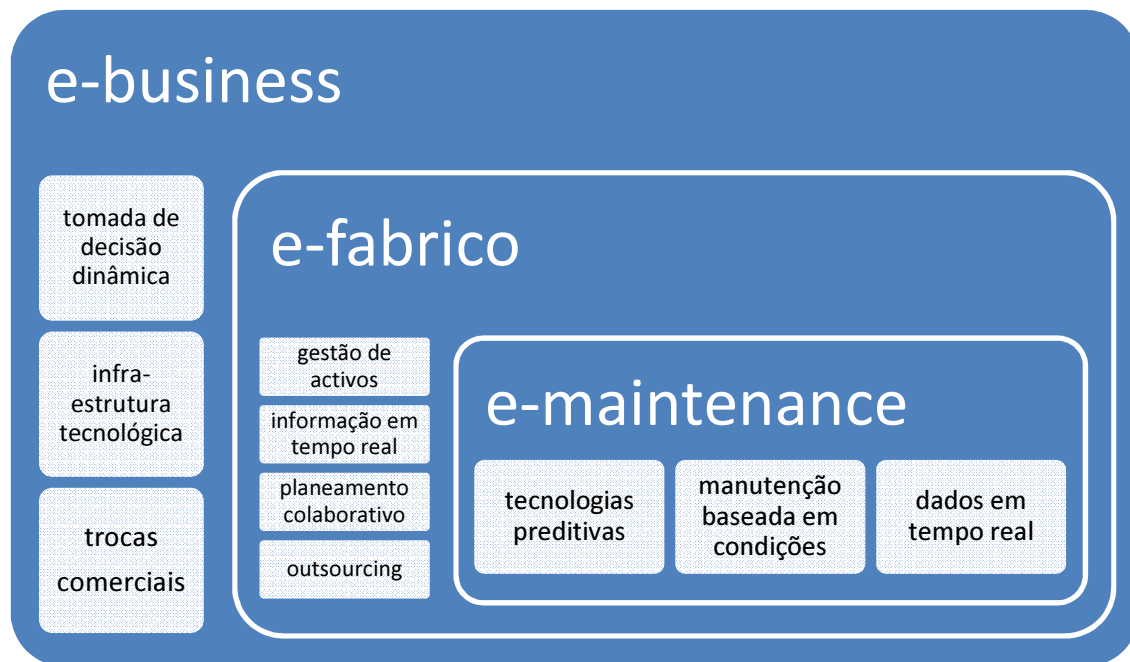 e-business
tomada de
decisão
dinâmica
infra-
estrutura
tecnológica
trocas
comerciais
e-fabrico
gestão de
activos
informação em
tempo real
planeamento
colaborativo
outsourcing
e-maintenance
tecnologias
preditivas
manutenção
baseada em
condições
dados em
tempo real